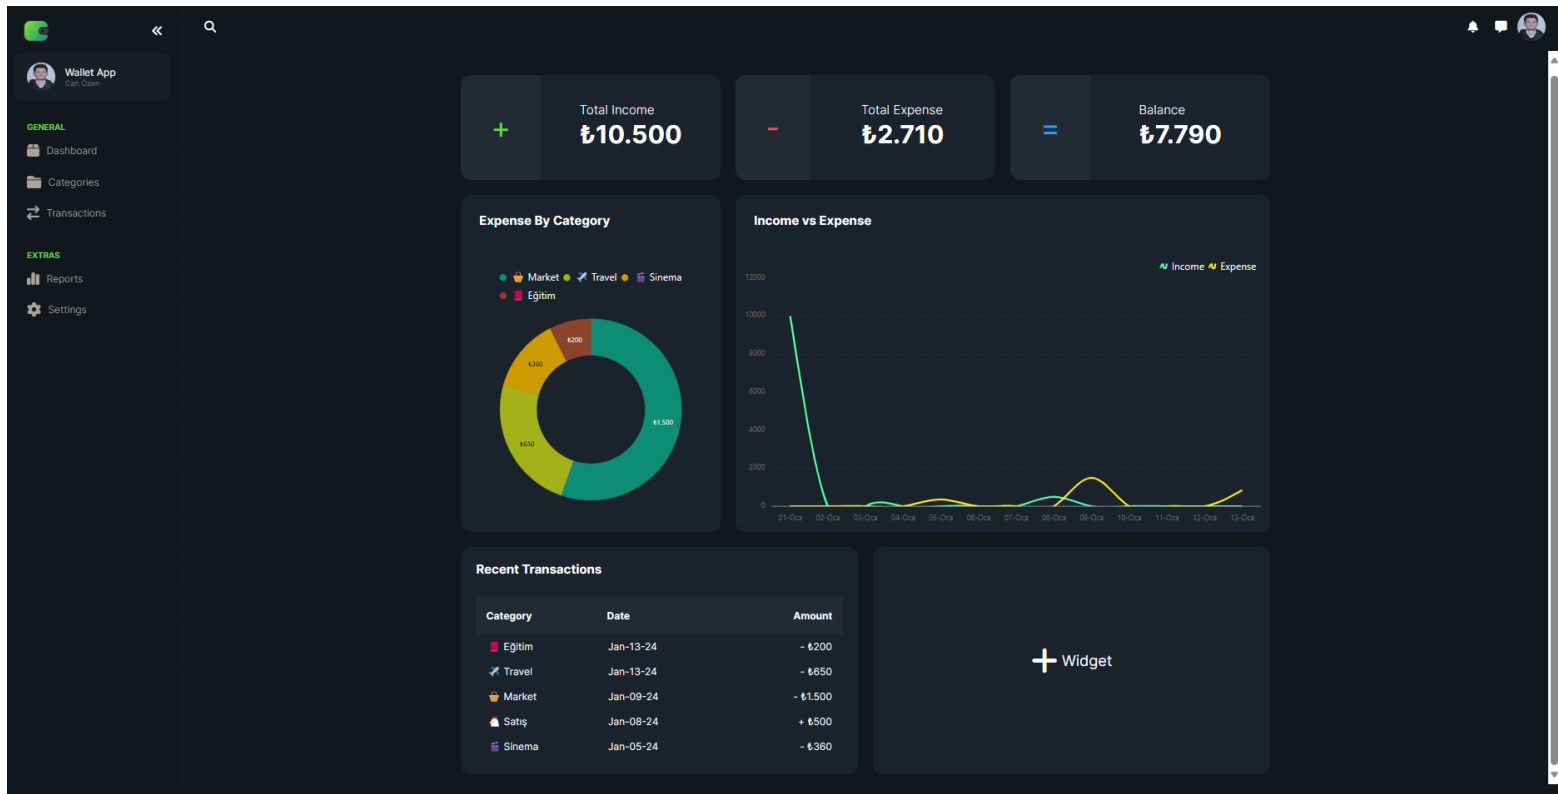 Wallet App
Can Özen
GENERAL
Dashboard
Categories
Transactions
EXTRAS
Reports
Settings
+ Total Income
₺10.500
- Total Expense
₺2.710
= Balance
₺7.790
Expense By Category
Market Travel Sinema
Eğitim
₺200
₺360
₺1.500
₺650
Income vs Expense
Income Expense
12000
10000
8000
6000
4000
2000
0
01-Oca 02-Oca 03-Oca 04-Oca 05-Oca 06-Oca 07-Oca 08-Oca 09-Oca 10-Oca 11-Oca 12-Oca 13-Oca
Recent Transactions
Category Date Amount
Eğitim Jan-13-24 - ₺200
Travel Jan-13-24 - ₺650
Market Jan-09-24 - ₺1.500
Satış Jan-08-24 + ₺500
Sinema Jan-05-24 - ₺360
+ Widget